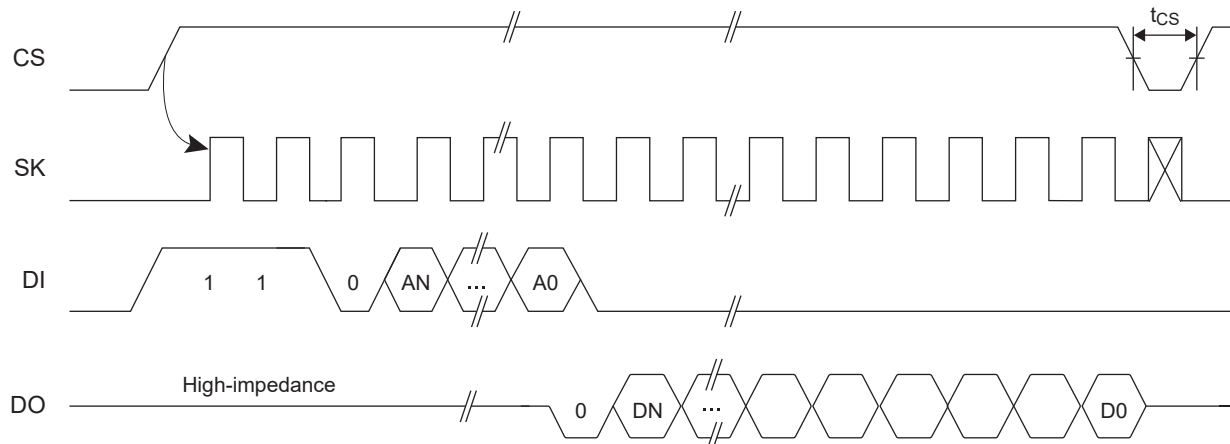 CS
tCS
SK
DI
1 1 0 AN ... A0
DO
High-impedance
0 DN ... D0